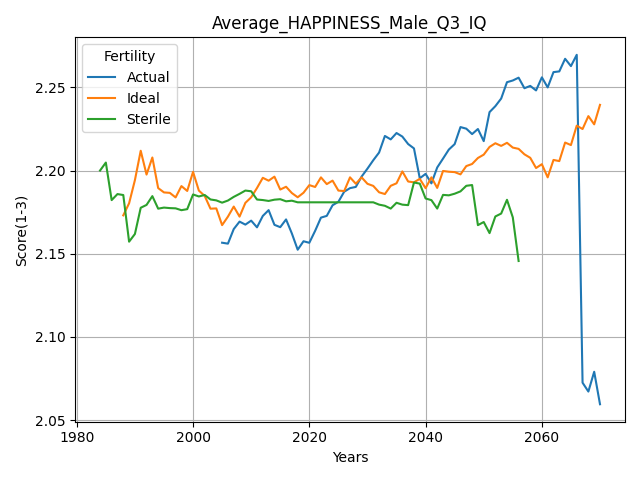 Average_HAPPINESS_Male_Q3_IQ
Fertility
Actual
Ideal
Sterile
Score(1-3)
2.25
2.20
2.15
2.10
2.05
1980
2000
2020
2040
2060
Years